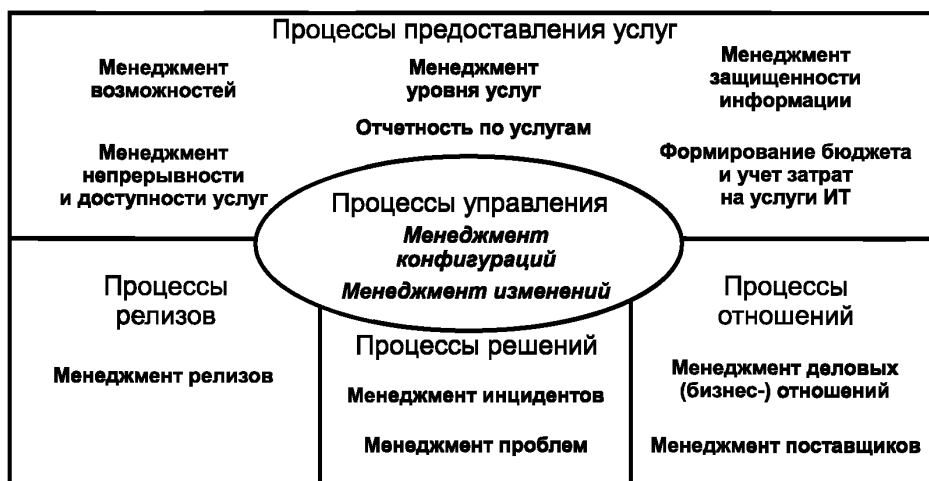 Процессы предоставления услуг
Менеджмент
возможностей
Менеджмент
уровня услуг
Менеджмент
защищенности
информации
Отчетность по услугам
Менеджмент
непрерывности
и доступности услуг
Формирование бюджета
и учет затрат
на услуги ИТ
Процессы управления
Менеджмент
конфигураций
Менеджмент изменений
Процессы
релизов
Менеджмент релизов
Процессы решений
Менеджмент инцидентов
Менеджмент проблем
Процессы
отношений
Менеджмент деловых
(бизнес-) отношений
Менеджмент поставщиков